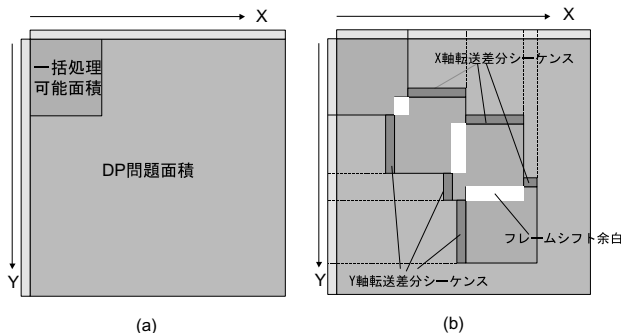 X
一括処理
可能面積
DP問題面積
Y
(a)
X
X軸転送差分シーケンス
フレームシフト余白
Y軸転送差分シーケンス
Y
(b)